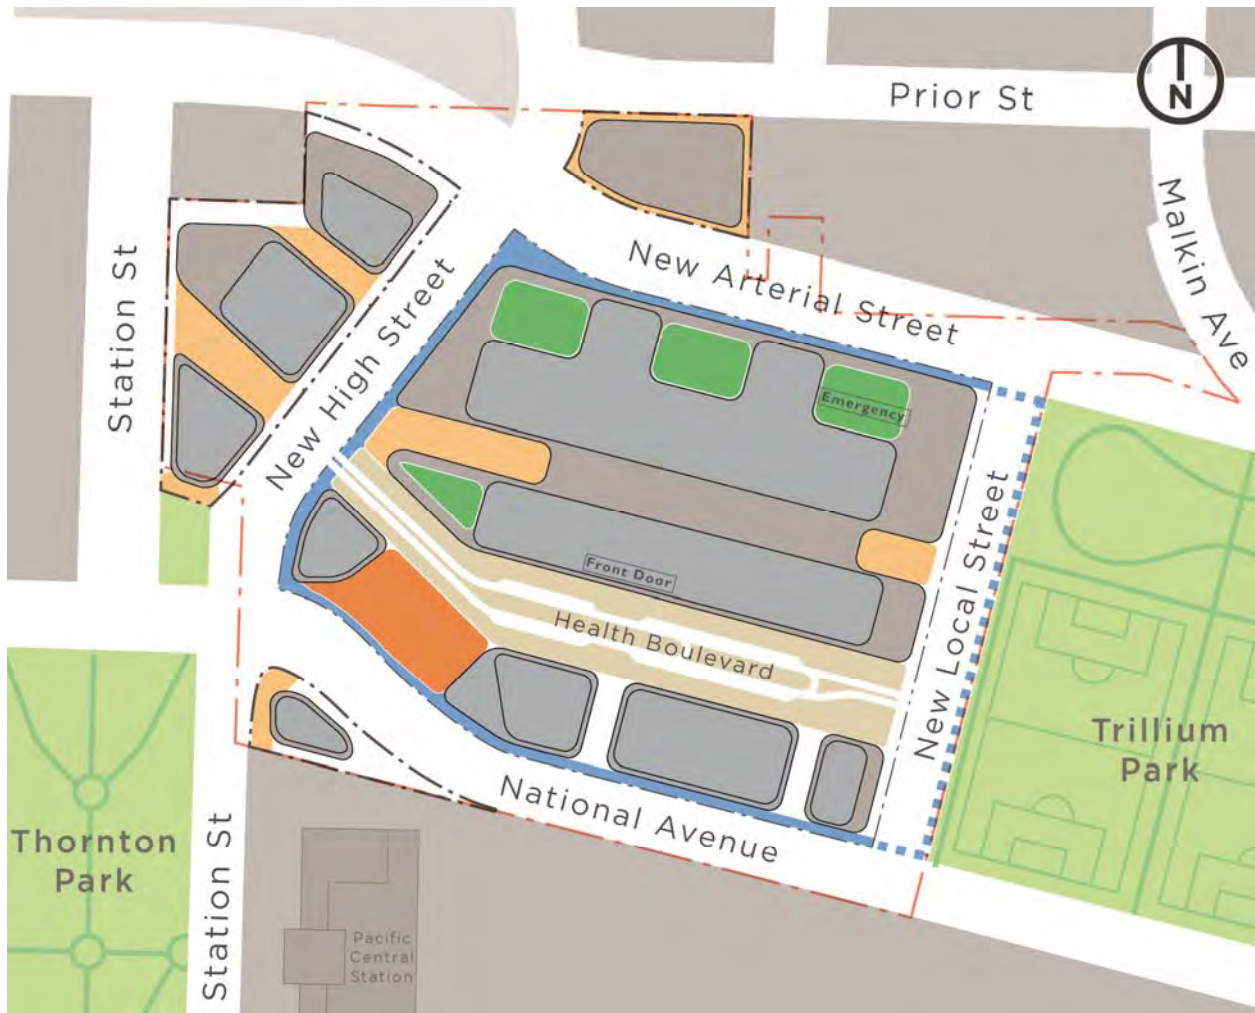 Prior St
N
Malkin Ave
Station St
New High Street
New Arterial Street
Emergency
New Local Street
Front Door
Health Boulevard
Trillium
Park
National Avenue
Thornton
Park
Station St
Pacific
Central
Station